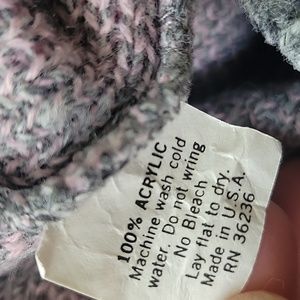 100% ACRYLIC
Machine wash cold
water. Do not wring
No Bleach
Lay flat to dry
Made in U.S.A.
RN 36236